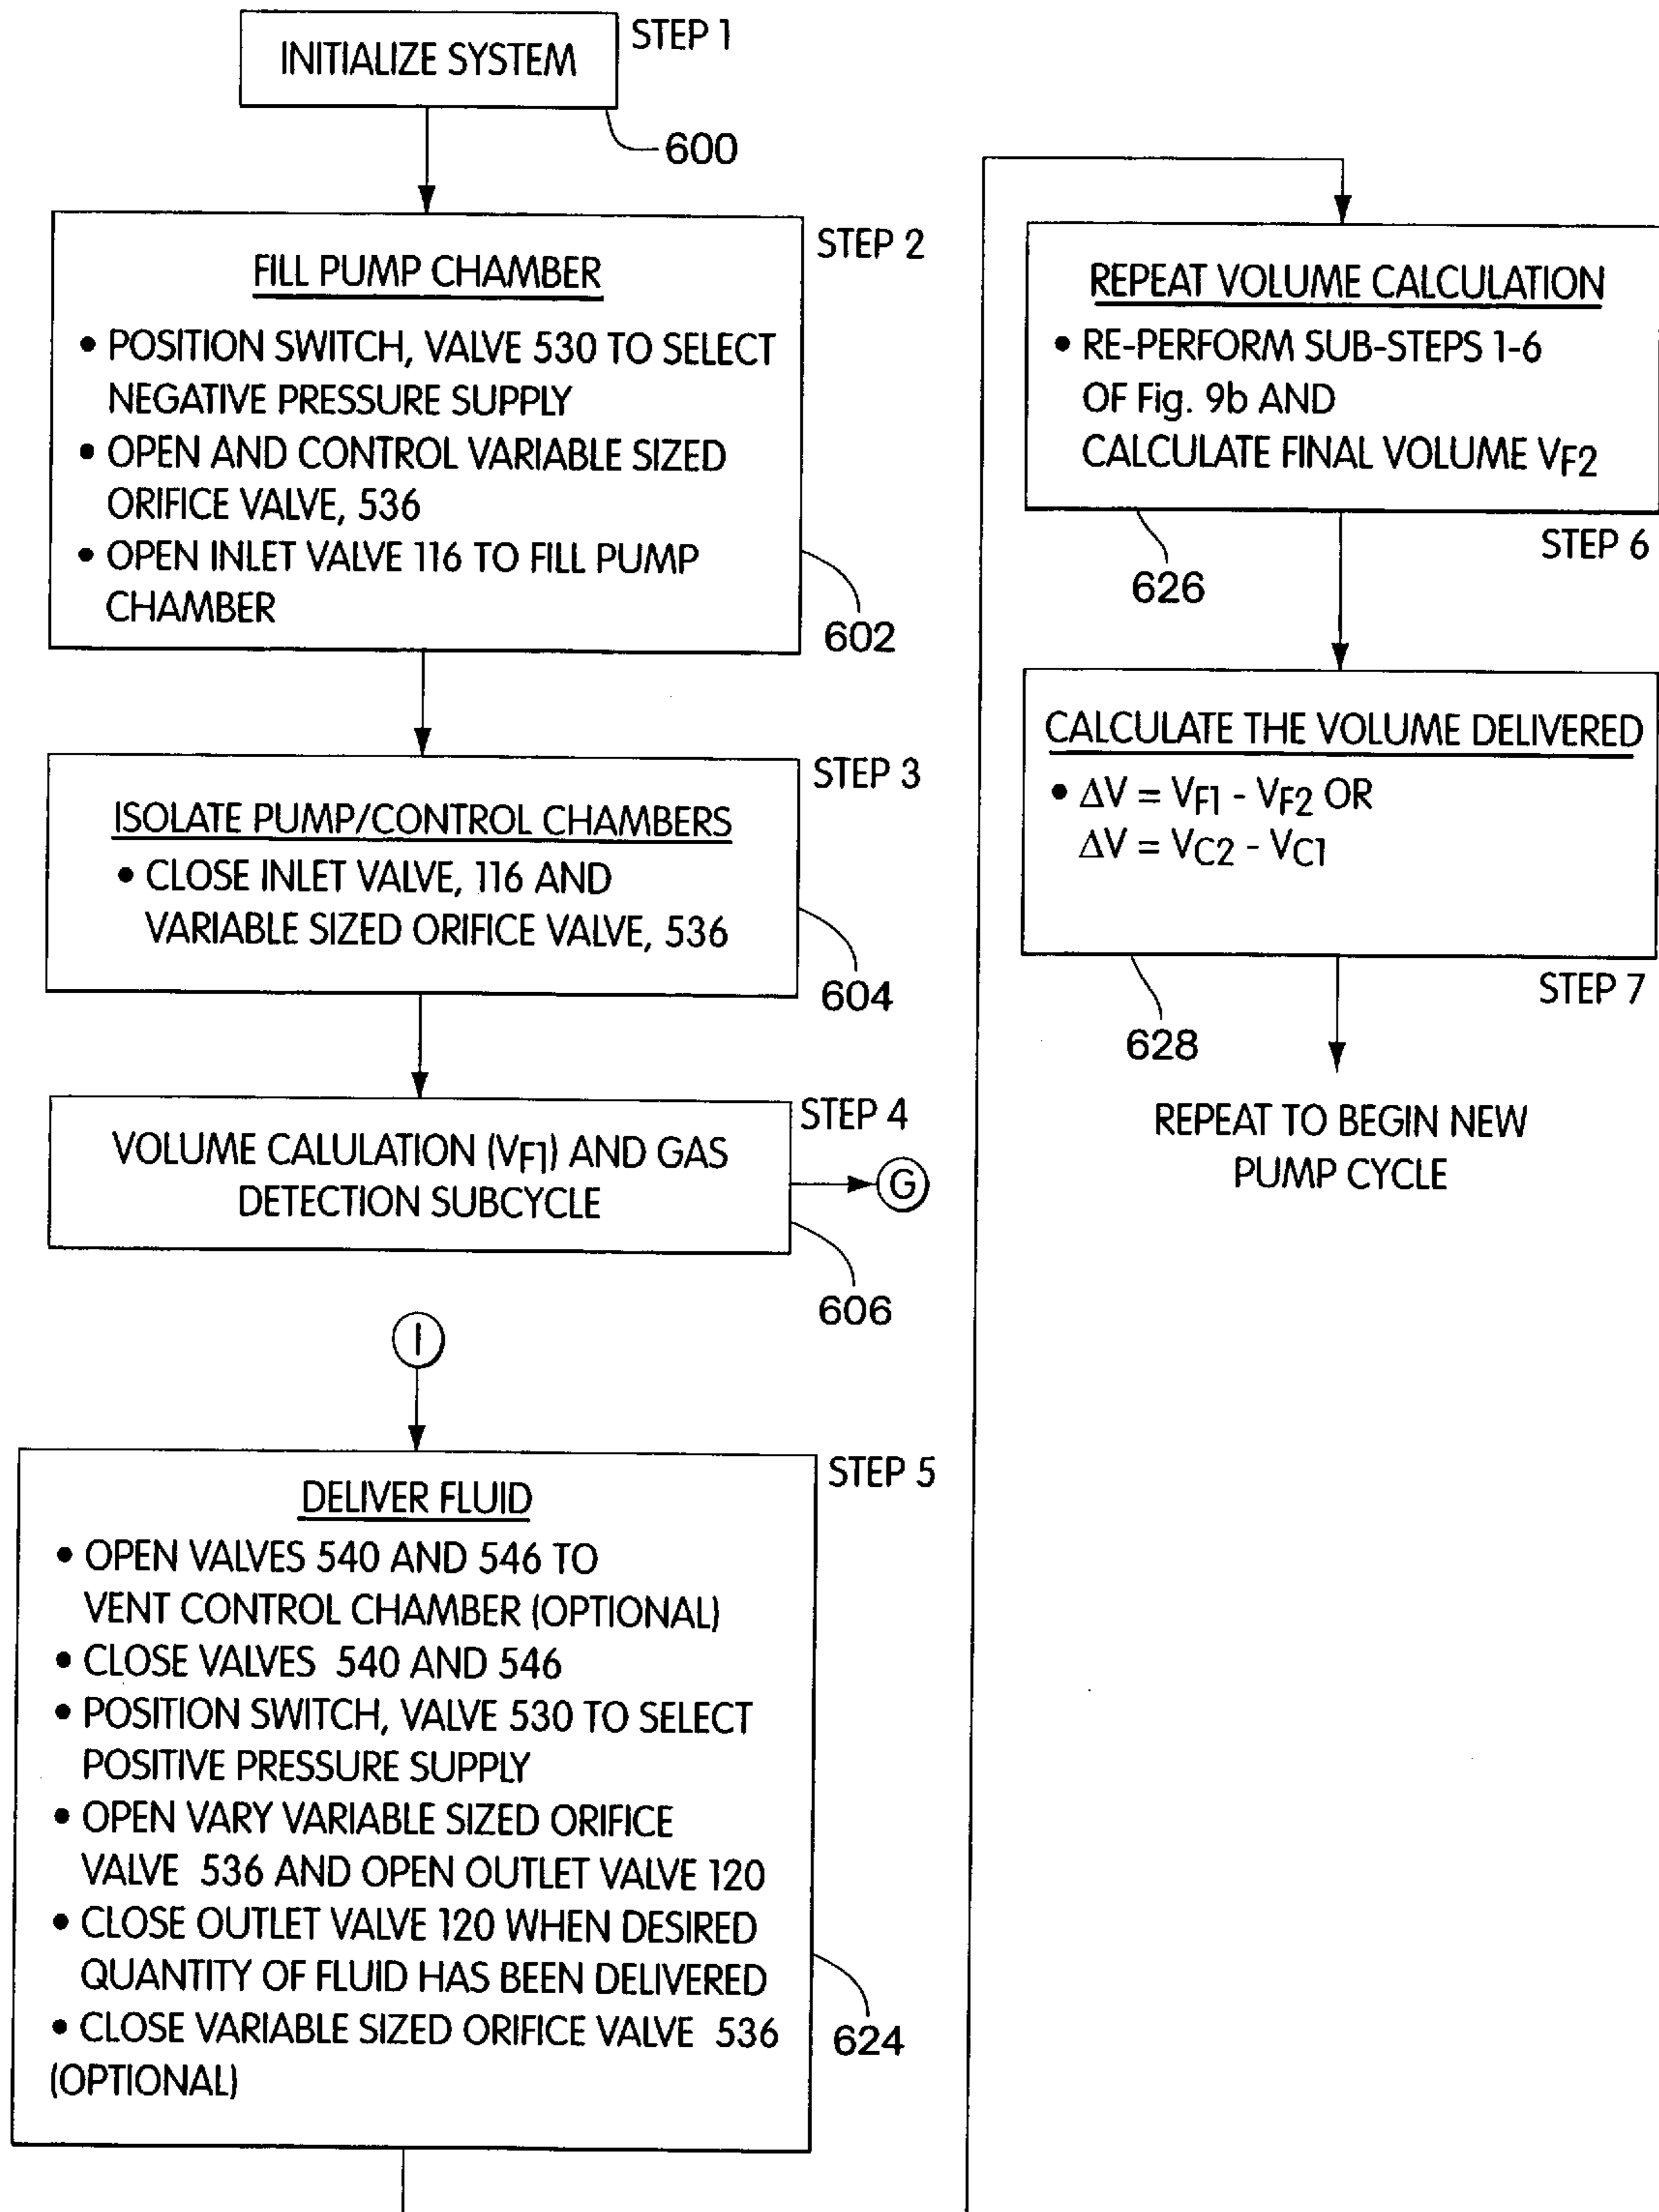 INITIALIZE SYSTEM
STEP 1
600
STEP 2
FILL PUMP CHAMBER
• POSITION SWITCH, VALVE 530 TO SELECT
NEGATIVE PRESSURE SUPPLY
• OPEN AND CONTROL VARIABLE SIZED
ORIFICE VALVE, 536
• OPEN INLET VALVE 116 TO FILL PUMP
CHAMBER
602
STEP 3
ISOLATE PUMP/CONTROL CHAMBERS
• CLOSE INLET VALVE, 116 AND
VARIABLE SIZED ORIFICE VALVE, 536
604
STEP 4
VOLUME CALULATION (VF1) AND GAS
DETECTION SUBCYCLE
G
606
I
STEP 5
DELIVER FLUID
• OPEN VALVES 540 AND 546 TO
VENT CONTROL CHAMBER (OPTIONAL)
• CLOSE VALVES 540 AND 546
• POSITION SWITCH, VALVE 530 TO SELECT
POSITIVE PRESSURE SUPPLY
• OPEN VARY VARIABLE SIZED ORIFICE
VALVE 536 AND OPEN OUTLET VALVE 120
• CLOSE OUTLET VALVE 120 WHEN DESIRED
QUANTITY OF FLUID HAS BEEN DELIVERED
• CLOSE VARIABLE SIZED ORIFICE VALVE 536
(OPTIONAL)
624
REPEAT VOLUME CALCULATION
• RE-PERFORM SUB-STEPS 1-6
OF Fig. 9b AND
CALCULATE FINAL VOLUME VF2
STEP 6
626
CALCULATE THE VOLUME DELIVERED
• ΔV = VF1 - VF2 OR
ΔV = VC2 - VC1
STEP 7
628
REPEAT TO BEGIN NEW
PUMP CYCLE